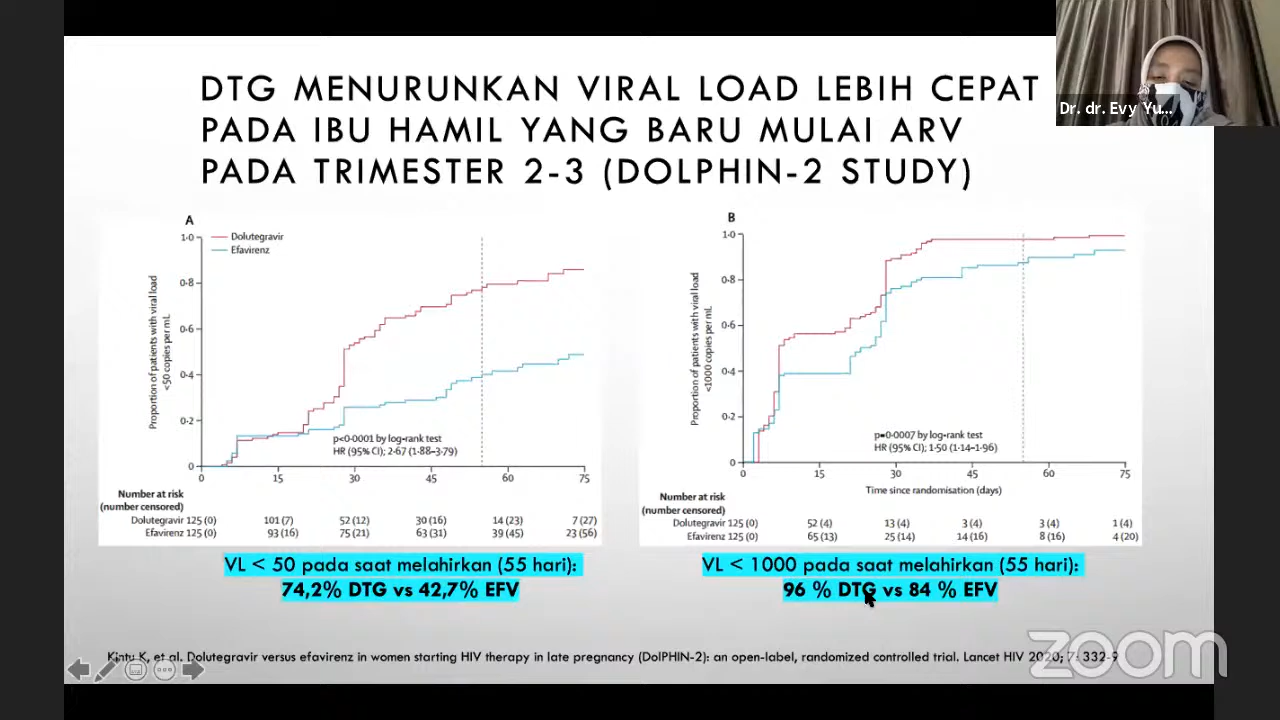 DTG MENURUNKAN VIRAL LOAD LEBIH CEPAT
PADA IBU HAMIL YANG BARU MULAI ARV
PADA TRIMESTER 2-3 (DOLPHIN-2 STUDY)
Dr. dr. Evy Yu...
A
Dolutegravir
Efavirenz
Proportion of patients with viral load
<50 copies per mL
1·0
0·8
0·6
0·4
0·2
0
p<0·0001 by log-rank test
HR (95% CI); 2·67 (1·88–3·79)
0 15 30 45 60 75
Number at risk
(number censored)
Dolutegravir 125 (0) 101 (7) 52 (12) 30 (16) 14 (23) 7 (27)
Efavirenz 125 (0) 93 (16) 75 (21) 63 (31) 39 (45) 23 (56)
B
Proportion of patients with viral load
<1000 copies per mL
1·0
0·8
0·6
0·4
0·2
0
p=0·0007 by log-rank test
HR (95% CI); 1·50 (1·14–1·96)
0 15 30 45 60 75
Time since randomisation (days)
Number at risk
(number censored)
Dolutegravir 125 (0) 52 (4) 13 (4) 3 (4) 3 (4) 1 (4)
Efavirenz 125 (0) 65 (13) 25 (14) 14 (16) 8 (16) 4 (20)
VL < 50 pada saat melahirkan (55 hari):
74,2% DTG vs 42,7% EFV
VL < 1000 pada saat melahirkan (55 hari):
96 % DTG vs 84 % EFV
Kintu K, et al. Dolutegravir versus efavirenz in women starting HIV therapy in late pregnancy (DolPHIN-2): an open-label, randomized controlled trial. Lancet HIV 2020; 7: 332-9
zoom